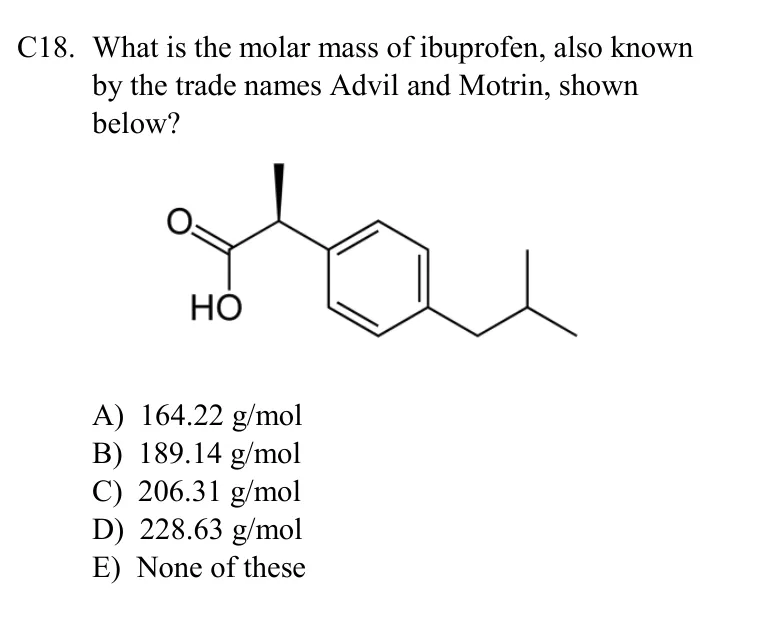 C18. What is the molar mass of ibuprofen, also known
by the trade names Advil and Motrin, shown
below?
O
HO
A) 164.22 g/mol
B) 189.14 g/mol
C) 206.31 g/mol
D) 228.63 g/mol
E) None of these